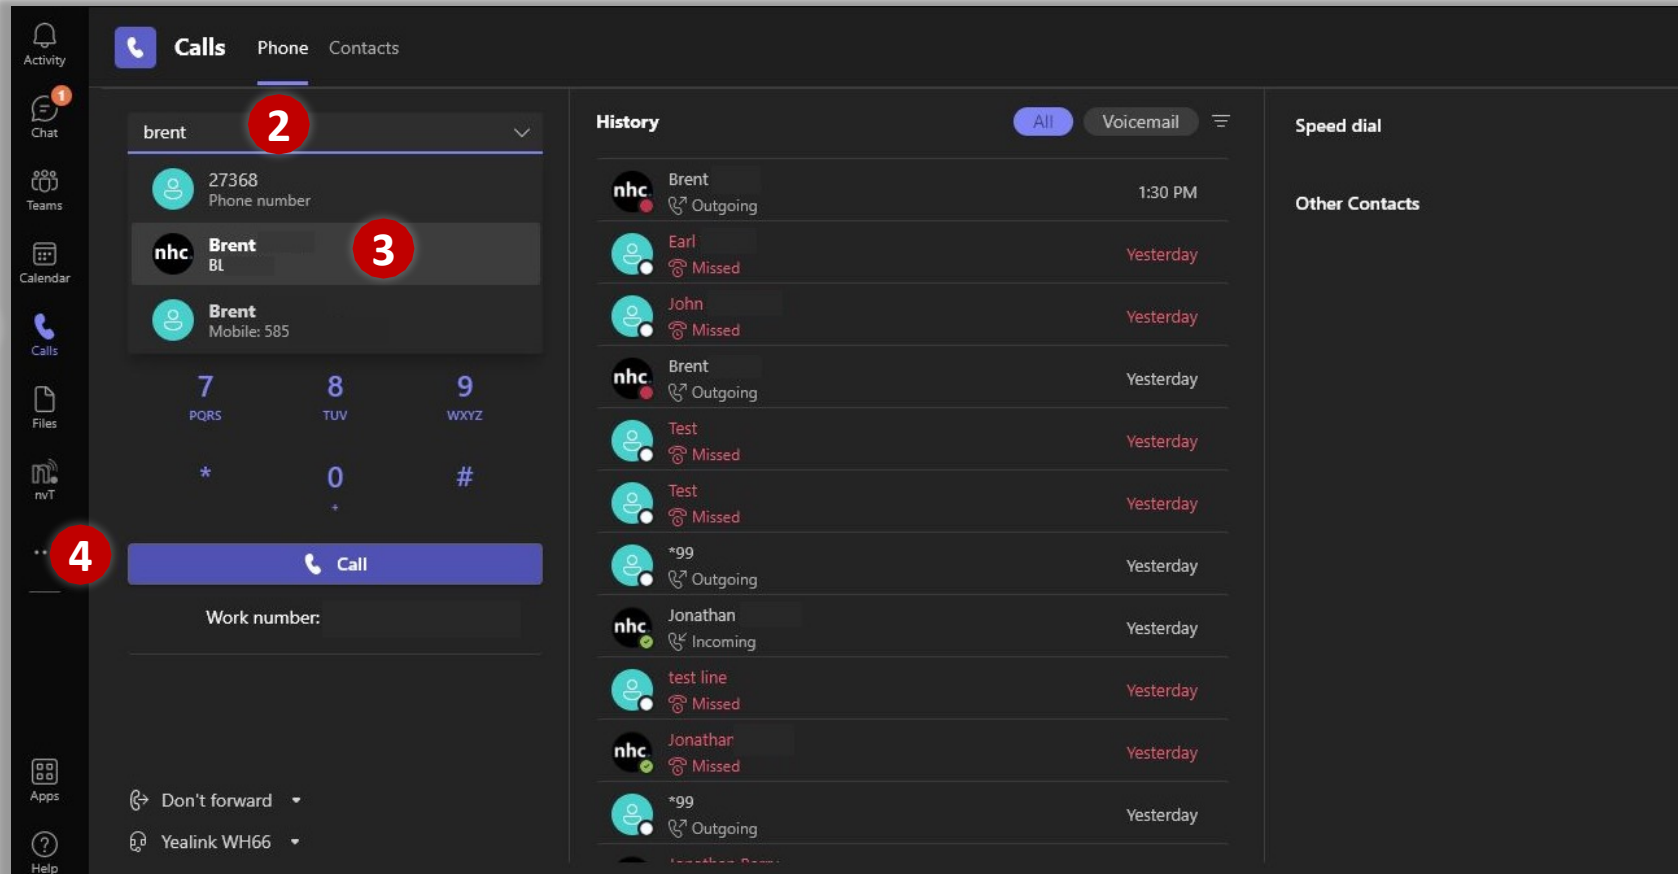 Activity
1
Chat
Teams
Calendar
Calls
Files
nvT
Apps
Help
Calls Phone Contacts
brent
2
27368
Phone number
nhc.
Brent
BL
3
Brent
Mobile: 585
7 8 9
PQRS TUV WXYZ
* 0 #
+
4
Call
Work number:
Don't forward
Yealink WH66
History All Voicemail
nhc.
Brent
Outgoing
1:30 PM
Earl
Missed
Yesterday
John
Missed
Yesterday
nhc.
Brent
Outgoing
Yesterday
Test
Missed
Yesterday
Test
Missed
Yesterday
*99
Outgoing
Yesterday
nhc.
Jonathan
Incoming
Yesterday
test line
Missed
Yesterday
nhc.
Jonathan
Missed
Yesterday
*99
Outgoing
Yesterday
Speed dial
Other Contacts